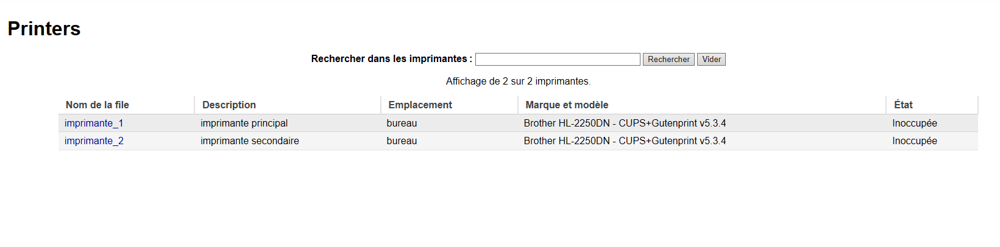 Printers
Rechercher dans les imprimantes : Rechercher Vider
Affichage de 2 sur 2 imprimantes.
Nom de la file Description Emplacement Marque et modèle État
imprimante_1 imprimante principal bureau Brother HL-2250DN - CUPS+Gutenprint v5.3.4 Inoccupée
imprimante_2 imprimante secondaire bureau Brother HL-2250DN - CUPS+Gutenprint v5.3.4 Inoccupée